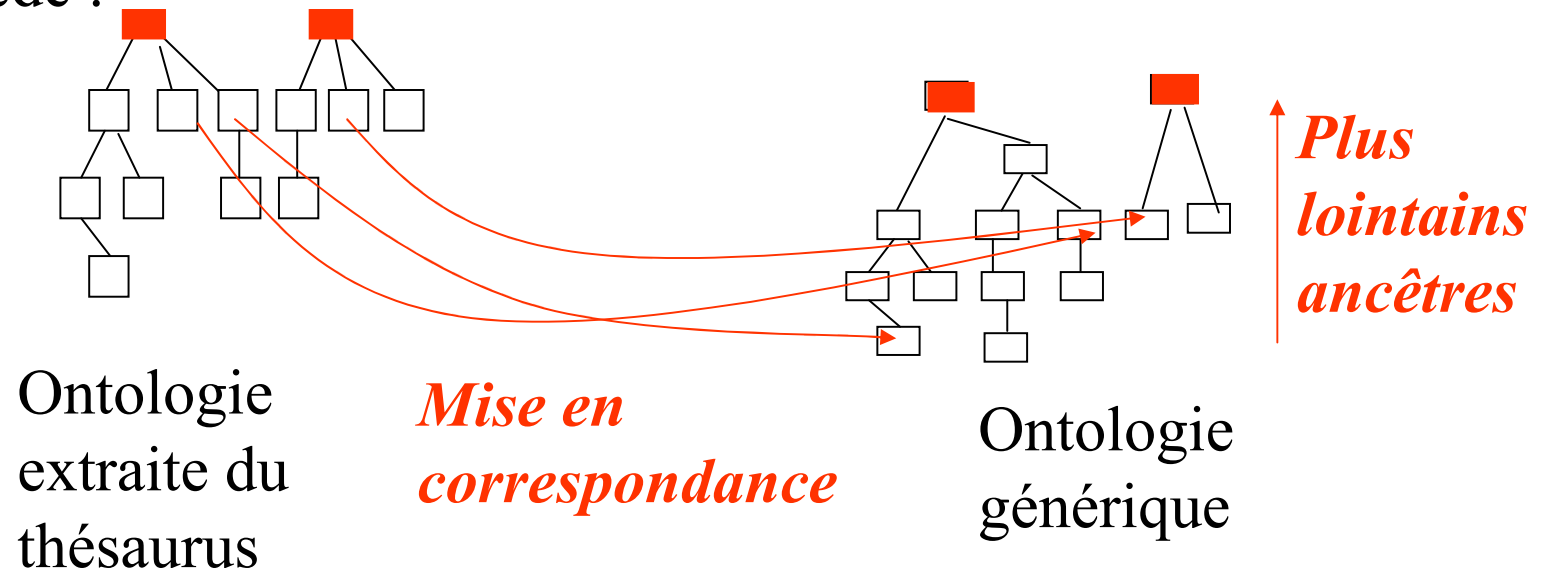 Plus
lointains
ancêtres
Ontologie
extraite du
thésaurus
Mise en
correspondance
Ontologie
générique